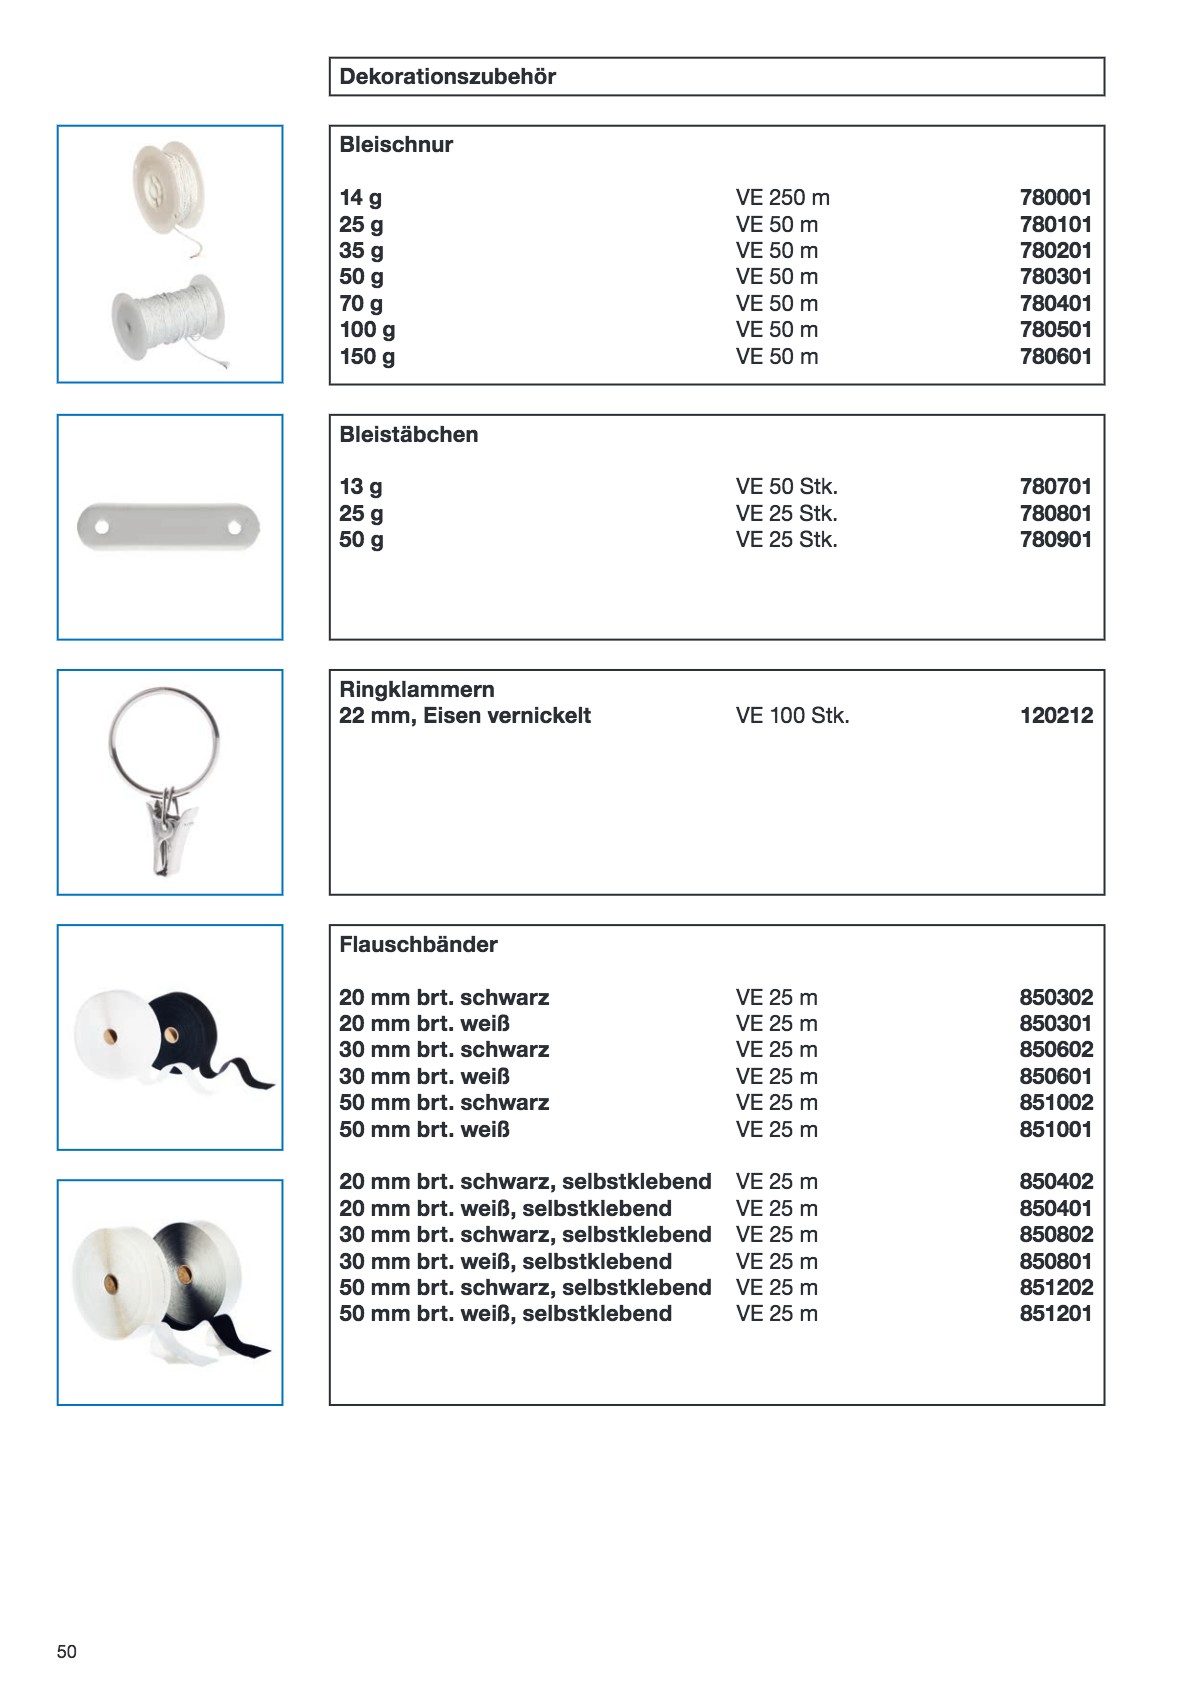 Dekorationszubehör
Bleischnur
14 g VE 250 m 780001
25 g VE 50 m 780101
35 g VE 50 m 780201
50 g VE 50 m 780301
70 g VE 50 m 780401
100 g VE 50 m 780501
150 g VE 50 m 780601
Bleistäbchen
13 g VE 50 Stk. 780701
25 g VE 25 Stk. 780801
50 g VE 25 Stk. 780901
Ringklammern
22 mm, Eisen vernickelt VE 100 Stk. 120212
Flauschbänder
20 mm brt. schwarz VE 25 m 850302
20 mm brt. weiß VE 25 m 850301
30 mm brt. schwarz VE 25 m 850602
30 mm brt. weiß VE 25 m 850601
50 mm brt. schwarz VE 25 m 851002
50 mm brt. weiß VE 25 m 851001
20 mm brt. schwarz, selbstklebend VE 25 m 850402
20 mm brt. weiß, selbstklebend VE 25 m 850401
30 mm brt. schwarz, selbstklebend VE 25 m 850802
30 mm brt. weiß, selbstklebend VE 25 m 850801
50 mm brt. schwarz, selbstklebend VE 25 m 851202
50 mm brt. weiß, selbstklebend VE 25 m 851201
50